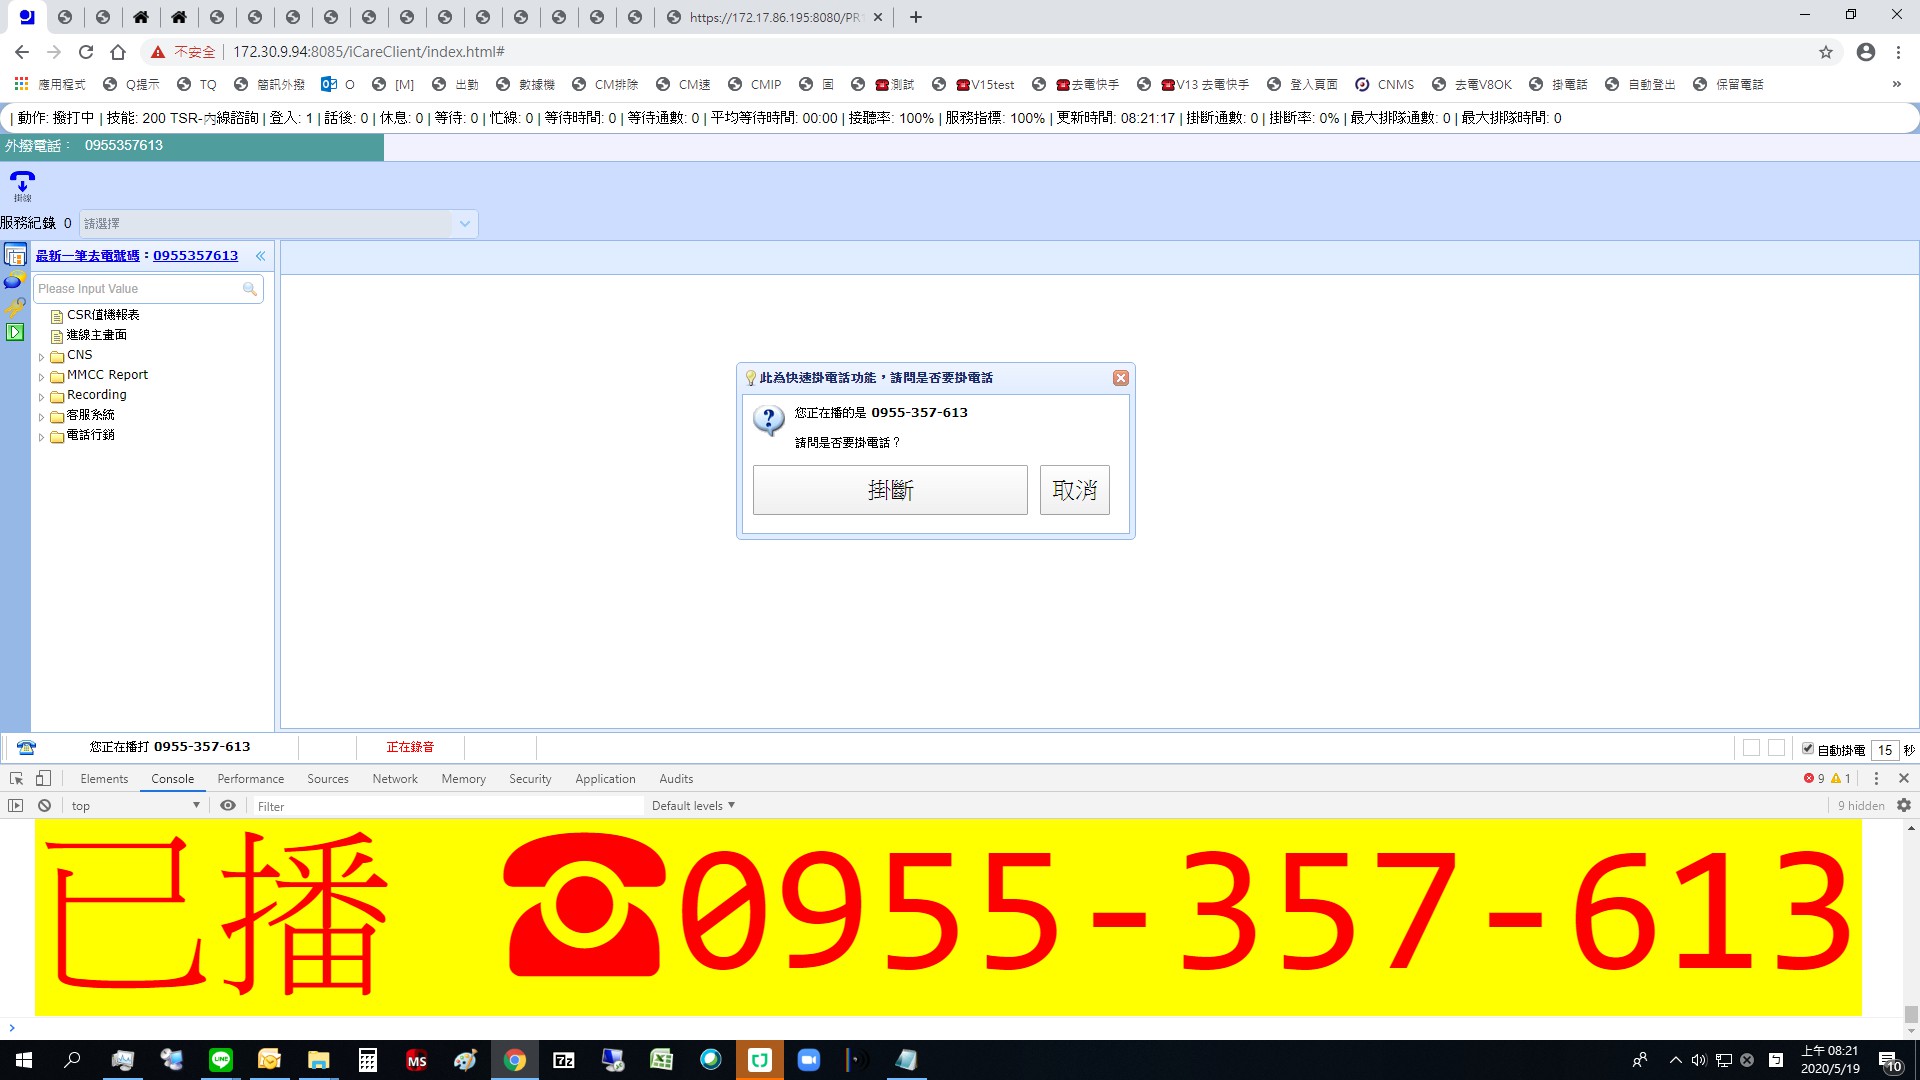 https://172.17.86.195:8080/PR
不安全 172.30.9.94:8085/iCareClient/index.html#
應用程式 Q提示 TQ 簡訊外撥 O [M] 出勤 數據機 CM排除 CM速 CMIP 圖 ☎測試 ☎V15test ☎去電快手 ☎V13 去電快手 登入頁面 CNMS 去電V8OK 掛電話 自動登出 保留電話 »
| 動作: 撥打中 | 技能: 200 TSR-內線諮詢 | 登入: 1 | 話後: 0 | 休息: 0 | 等待: 0 | 忙線: 0 | 等待時間: 0 | 等待通數: 0 | 平均等待時間: 00:00 | 接聽率: 100% | 服務指標: 100% | 更新時間: 08:21:17 | 掛斷通數: 0 | 掛斷率: 0% | 最大排隊通數: 0 | 最大排隊時間: 0
外撥電話： 0955357613
掛線
服務紀錄 0 請選擇
最新一筆去電號碼：0955357613 «
Please Input Value
CSR值機報表
進線主畫面
CNS
MMCC Report
Recording
客服系統
電話行銷
此為快速掛電話功能，請問是否要掛電話
您正在播的是 0955-357-613
請問是否要掛電話？
掛斷 取消
您正在播打 0955-357-613 正在錄音 自動掛電 15 秒
Elements Console Performance Sources Network Memory Security Application Audits 9 1
top Filter Default levels ▼ 9 hidden
已播 ☎0955-357-613
>
LINE MS 7z 上午 08:21
2020/5/19 10